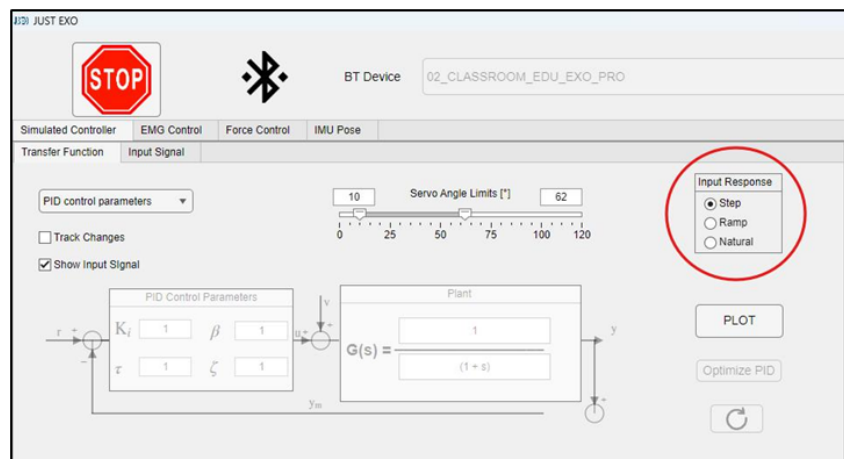 JUST EXO
STOP
BT Device
02_CLASSROOM_EDU_EXO_PRO
Simulated Controller EMG Control Force Control IMU Pose
Transfer Function Input Signal
PID control parameters
Track Changes
Show Input Signal
10 Servo Angle Limits [°] 62
0 25 50 75 100 120
Input Response
Step
Ramp
Natural
PID Control Parameters
r + −
Kᵢ 1 β 1
τ 1 ζ 1
u + v +
Plant
G(s) = 1
(1 + s)
y
yₘ
+ +
PLOT
Optimize PID